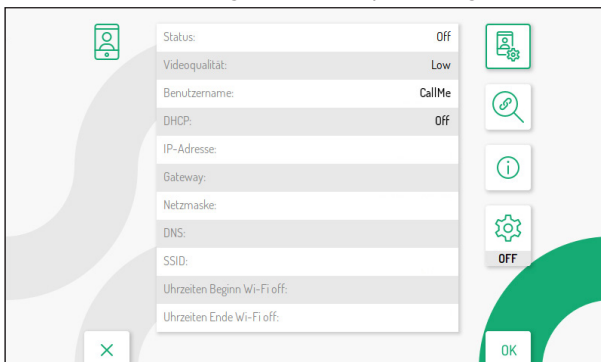 Status: Off
Videoqualität: Low
Benutzername: CallMe
DHCP: Off
IP-Adresse:
Gateway:
Netzmaske:
DNS:
SSID:
Uhrzeiten Beginn Wi-Fi off:
Uhrzeiten Ende Wi-Fi off:
OFF
OK